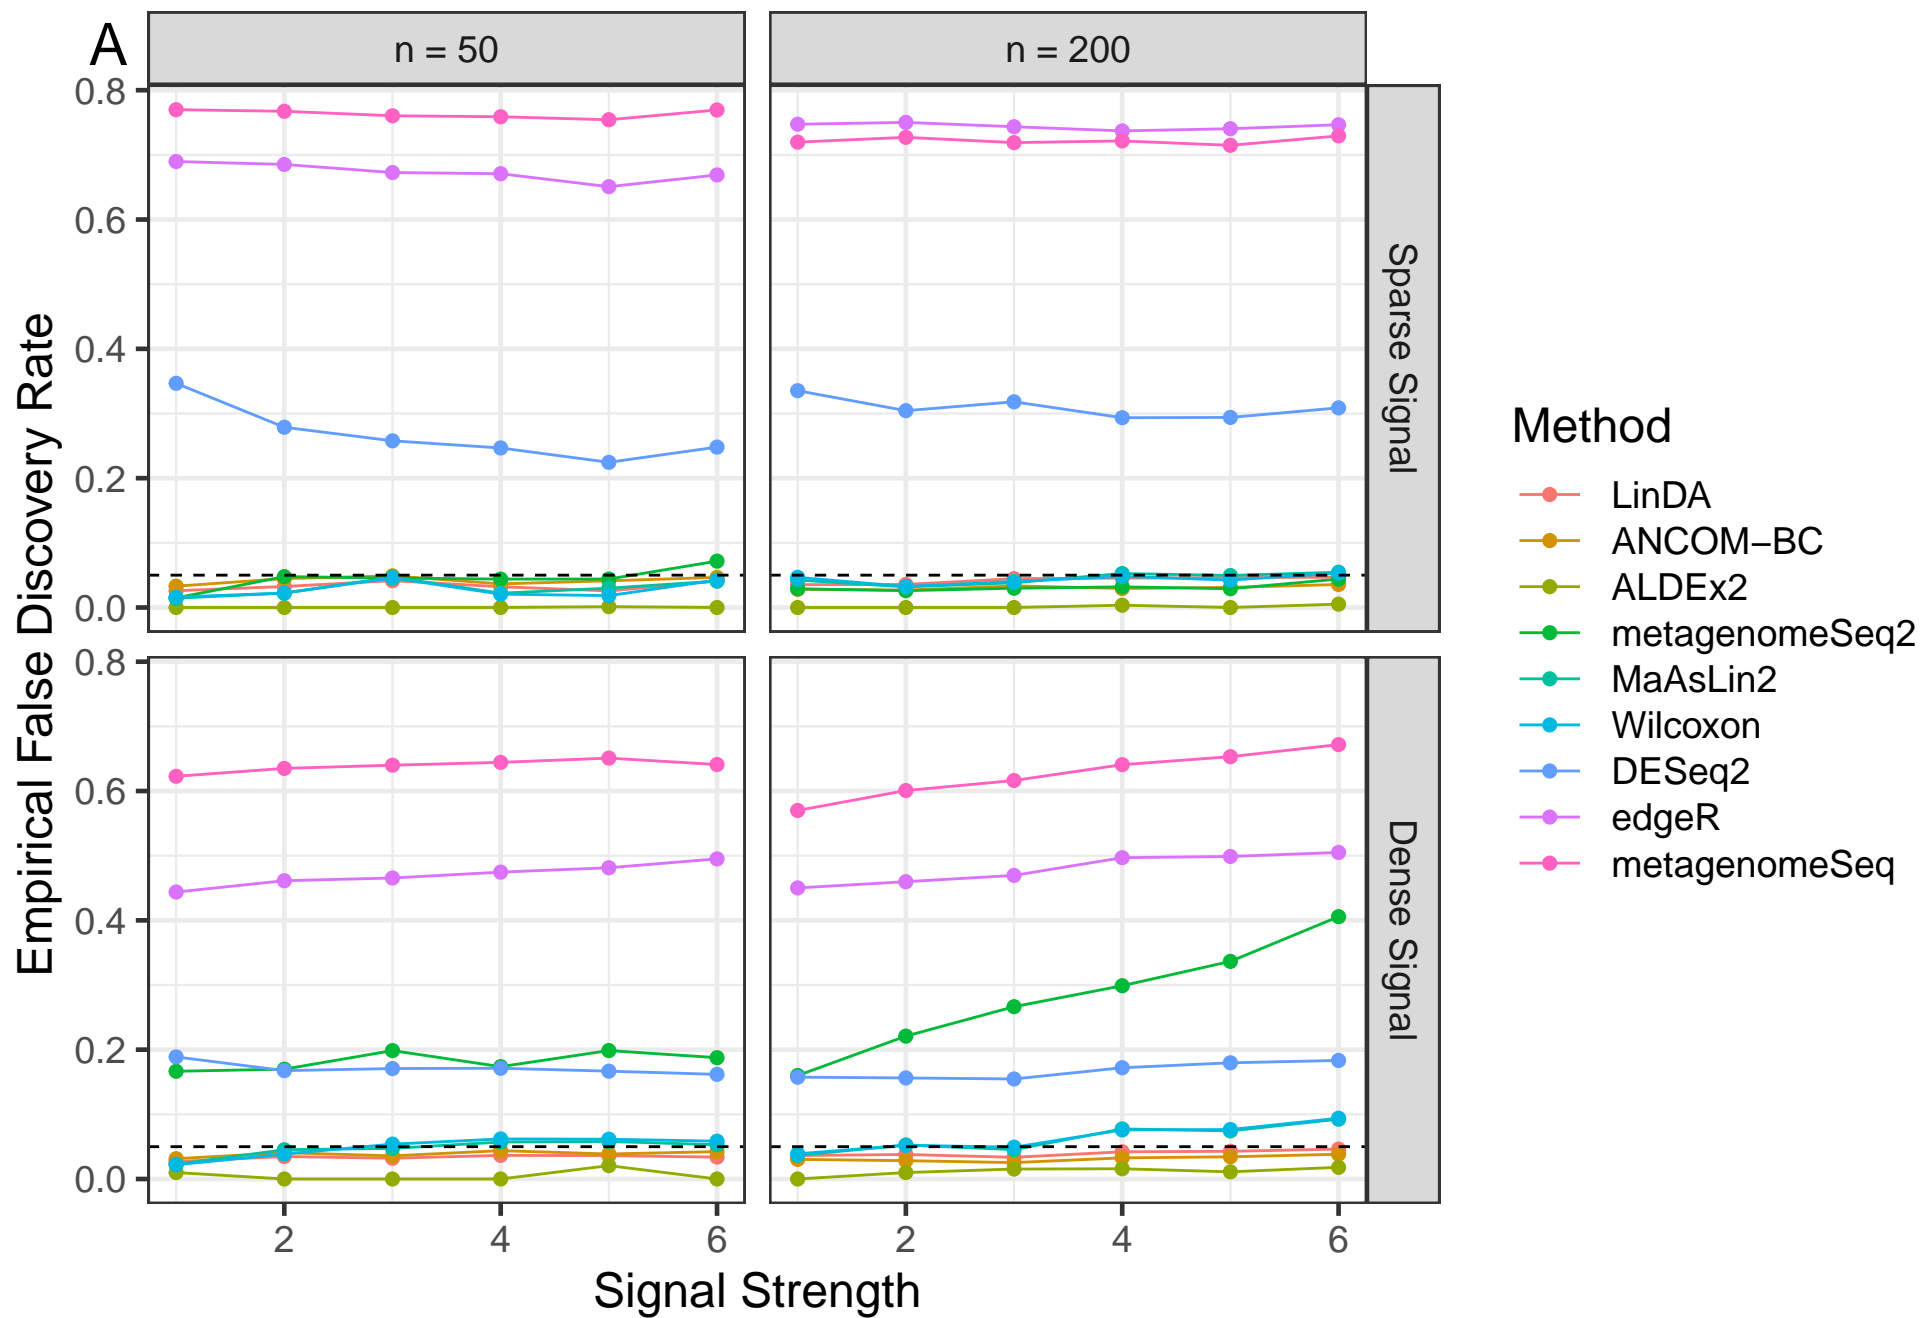 A
n = 50
n = 200
0.8
0.6
0.4
0.2
0.0
Sparse Signal
0.8
0.6
0.4
0.2
0.0
Dense Signal
2
4
6
2
4
6
Signal Strength
Empirical False Discovery Rate
Method
LinDA
ANCOM−BC
ALDEx2
metagenomeSeq2
MaAsLin2
Wilcoxon
DESeq2
edgeR
metagenomeSeq